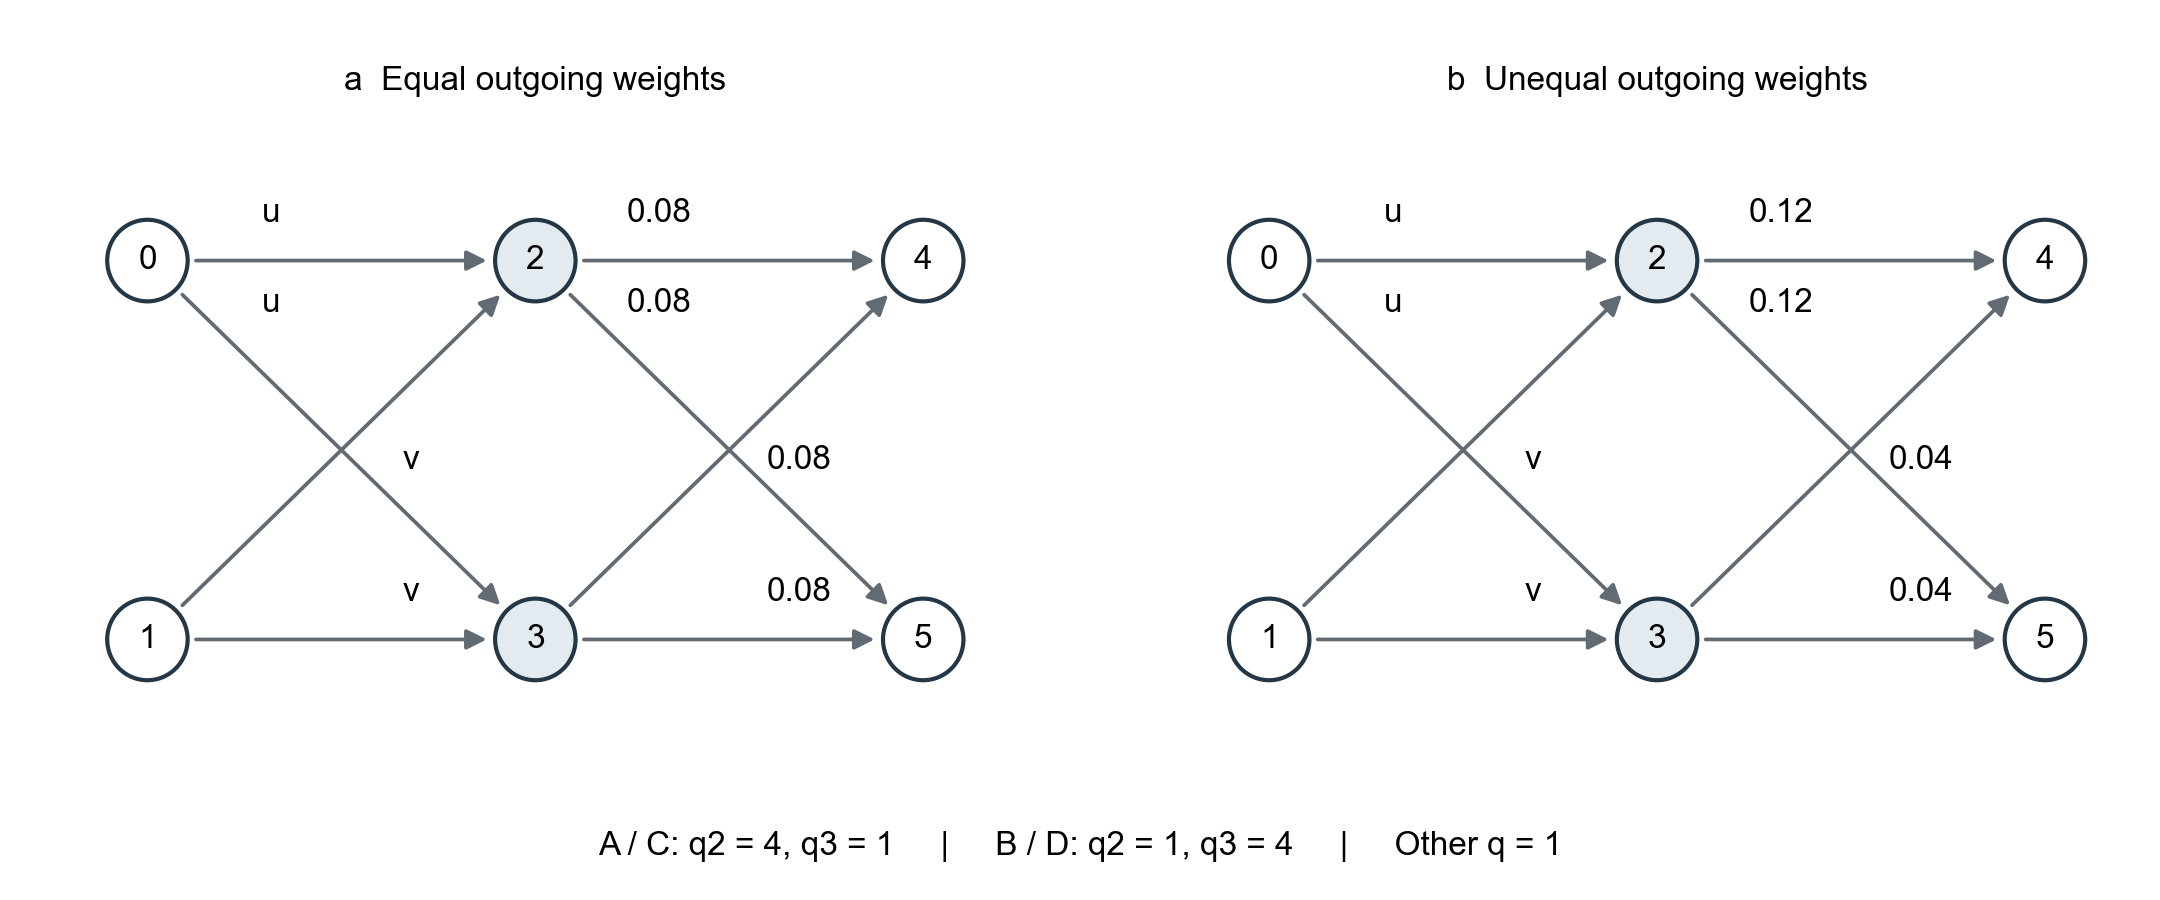 a  Equal outgoing weights
b  Unequal outgoing weights
u
0.08
0
2
4
u
0.08
v
0.08
v
0.08
1
3
5
u
0.12
0
2
4
u
0.12
v
0.04
v
0.04
1
3
5
A / C: q2 = 4, q3 = 1     |     B / D: q2 = 1, q3 = 4     |     Other q = 1